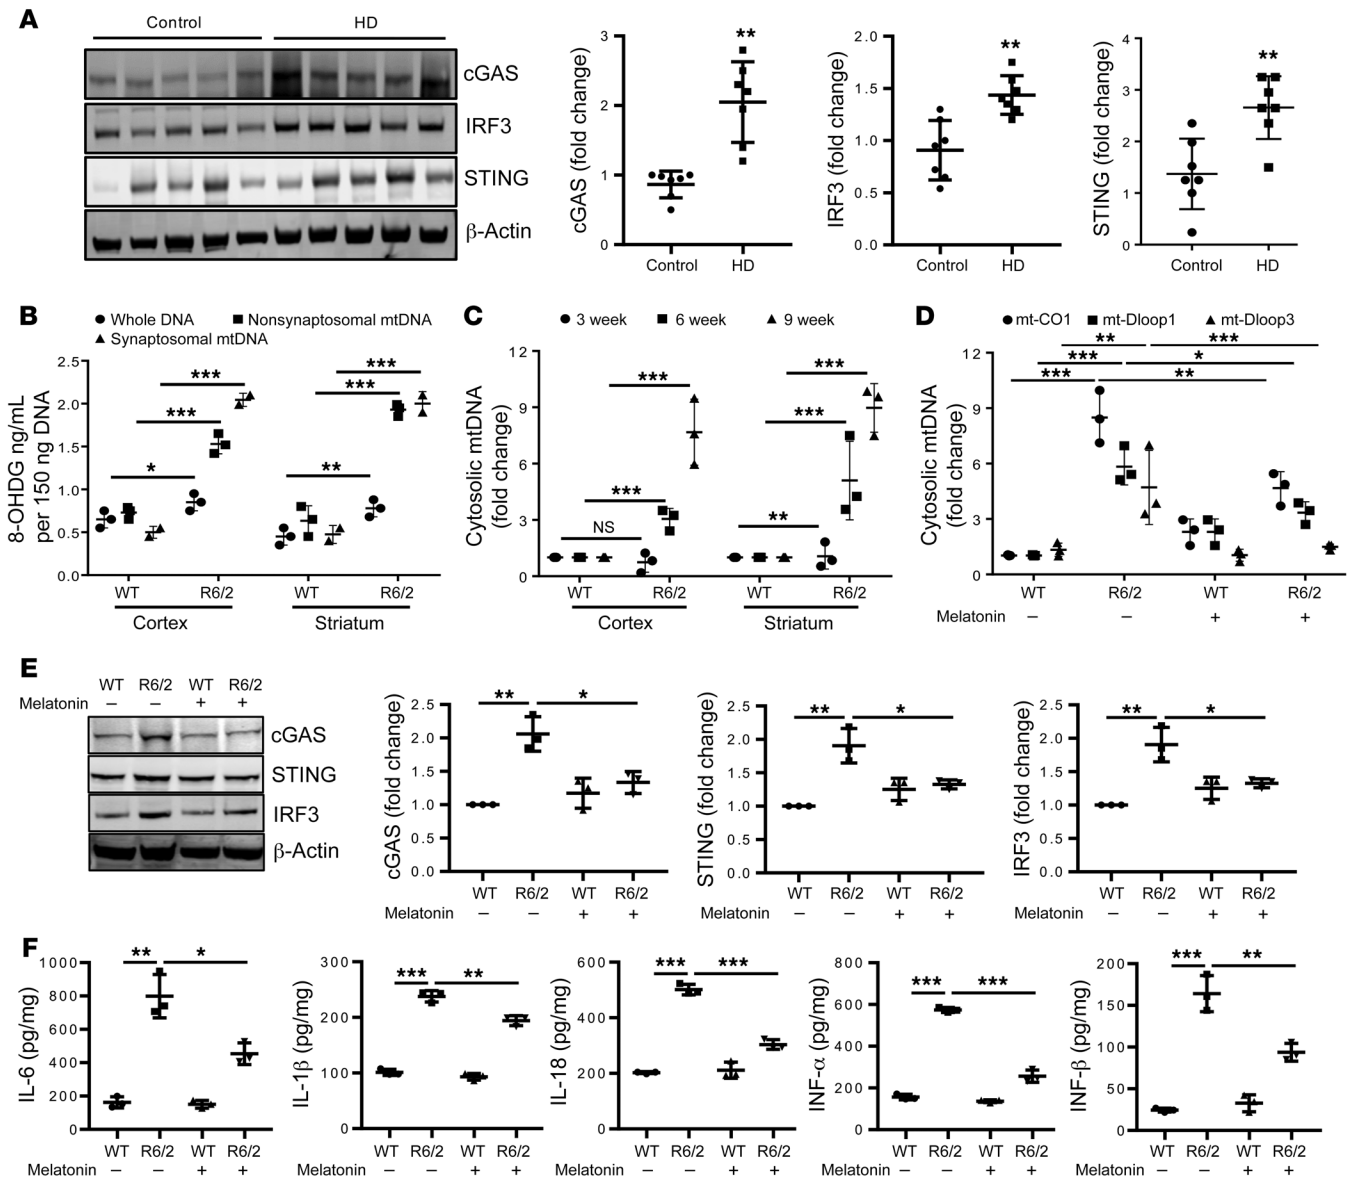 A
Control HD
cGAS
IRF3
STING
β-Actin
cGAS (fold change)
3
2
1
0
**
Control HD
IRF3 (fold change)
2.0
1.5
1.0
0.5
0.0
**
Control HD
STING (fold change)
4
3
2
1
0
**
Control HD
B
Whole DNA Nonsynaptosomal mtDNA
Synaptosomal mtDNA
8-OHDG ng/mL
per 150 ng DNA
2.5
2.0
1.5
1.0
0.5
0.0
*** *** * *** *** **
WT R6/2 WT R6/2
Cortex Striatum
C
3 week 6 week 9 week
Cytosolic mtDNA
(fold change)
12
9
6
3
0
*** *** NS *** *** **
WT R6/2 WT R6/2
Cortex Striatum
D
mt-CO1 mt-Dloop1 mt-Dloop3
Cytosolic mtDNA
(fold change)
12
9
6
3
0
** ***
*** *
*** **
WT R6/2 WT R6/2
Melatonin – – + +
E
WT R6/2 WT R6/2
Melatonin – – + +
cGAS
STING
IRF3
β-Actin
cGAS (fold change)
2.5
2.0
1.5
1.0
0.5
0.0
** *
WT R6/2 WT R6/2
Melatonin – – + +
STING (fold change)
2.5
2.0
1.5
1.0
0.5
0.0
** *
WT R6/2 WT R6/2
Melatonin – – + +
IRF3 (fold change)
2.5
2.0
1.5
1.0
0.5
0.0
** *
WT R6/2 WT R6/2
Melatonin – – + +
F
IL-6 (pg/mg)
1000
800
600
400
200
0
** *
WT R6/2 WT R6/2
Melatonin – – + +
IL-1β (pg/mg)
300
200
100
0
*** **
WT R6/2 WT R6/2
Melatonin – – + +
IL-18 (pg/mg)
600
400
200
0
*** ***
WT R6/2 WT R6/2
Melatonin – – + +
INF-α (pg/mg)
800
600
400
200
0
*** ***
WT R6/2 WT R6/2
Melatonin – – + +
INF-β (pg/mg)
200
150
100
50
0
*** **
WT R6/2 WT R6/2
Melatonin – – + +